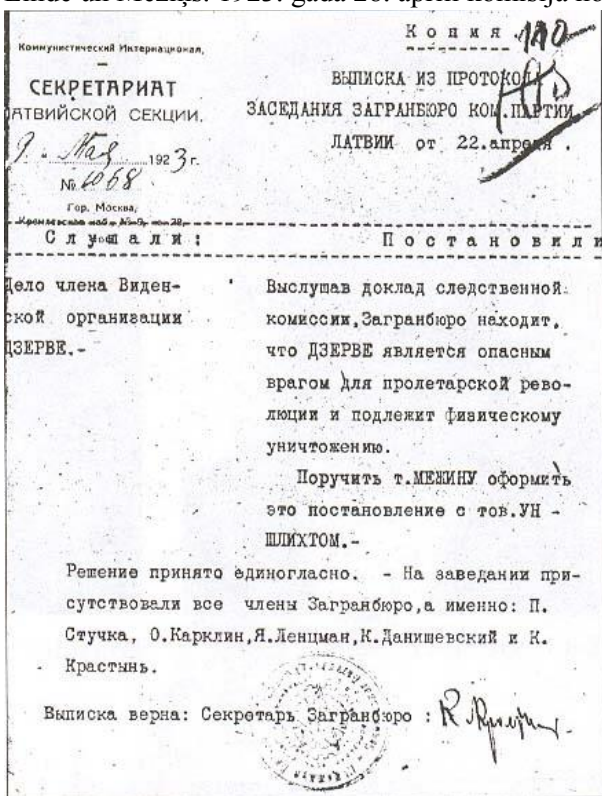 Коммунистический Интернационал,
СЕКРЕТАРИАТ
ЛАТВИЙСКОЙ СЕКЦИИ.
9. Мая 1923 г.
№ 1068
Гор. Москва,
Копия
110
ВЫПИСКА ИЗ ПРОТОКОЛА
ЗАСЕДАНИЯ ЗАГРАНБЮРО КОМ.ПАРТИИ
ЛАТВИИ от 22.апреля.
Слушали: Постановили
Дело члена Виден-
ской организации
ДЗЕРВЕ.-
Выслушав доклад следственной
комиссии,Загранбюро находит,
что ДЗЕРВЕ является опасным
врагом для пролетарской рево-
люции и подлежит физическому
уничтожению.
Поручить т.МЕЖИНУ оформить
это постановление с тов.УН -
ШЛИХТОМ.-
Решение принято единогласно. - На заведании при-
сутствовали все члены Загранбюро,а именно: П.
Стучка, О.Карклин,Я.Ленцман,К.Данишевский и К.
Крастынь.
Выписка верна: Секретарь Загранбюро :